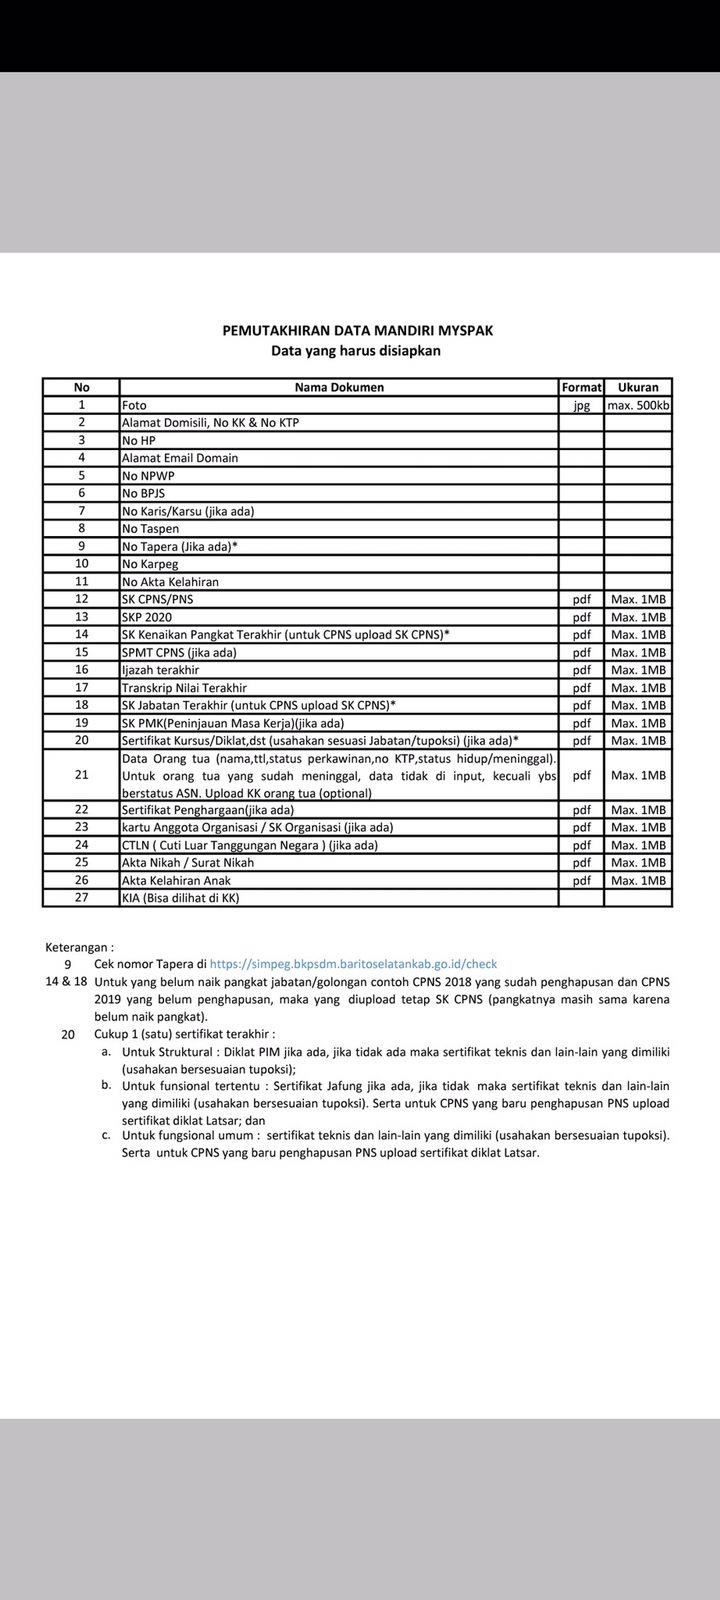 PEMUTAKHIRAN DATA MANDIRI MYSPAK
Data yang harus disiapkan
No Nama Dokumen Format Ukuran
1 Foto jpg max. 500kb
2 Alamat Domisili, No KK & No KTP
3 No HP
4 Alamat Email Domain
5 No NPWP
6 No BPJS
7 No Karis/Karsu (jika ada)
8 No Taspen
9 No Tapera (Jika ada)*
10 No Karpeg
11 No Akta Kelahiran
12 SK CPNS/PNS pdf Max. 1MB
13 SKP 2020 pdf Max. 1MB
14 SK Kenaikan Pangkat Terakhir (untuk CPNS upload SK CPNS)* pdf Max. 1MB
15 SPMT CPNS (jika ada) pdf Max. 1MB
16 Ijazah terakhir pdf Max. 1MB
17 Transkrip Nilai Terakhir pdf Max. 1MB
18 SK Jabatan Terakhir (untuk CPNS upload SK CPNS)* pdf Max. 1MB
19 SK PMK(Peninjauan Masa Kerja)(jika ada) pdf Max. 1MB
20 Sertifikat Kursus/Diklat,dst (usahakan sesuasi Jabatan/tupoksi) (jika ada)* pdf Max. 1MB
Data Orang tua (nama,ttl,status perkawinan,no KTP,status hidup/meninggal).
21 Untuk orang tua yang sudah meninggal, data tidak di input, kecuali ybs pdf Max. 1MB
berstatus ASN. Upload KK orang tua (optional)
22 Sertifikat Penghargaan(jika ada) pdf Max. 1MB
23 kartu Anggota Organisasi / SK Organisasi (jika ada) pdf Max. 1MB
24 CTLN ( Cuti Luar Tanggungan Negara ) (jika ada) pdf Max. 1MB
25 Akta Nikah / Surat Nikah pdf Max. 1MB
26 Akta Kelahiran Anak pdf Max. 1MB
27 KIA (Bisa dilihat di KK)
Keterangan :
9 Cek nomor Tapera di https://simpeg.bkpsdm.baritoselatankab.go.id/check
14 & 18 Untuk yang belum naik pangkat jabatan/golongan contoh CPNS 2018 yang sudah penghapusan dan CPNS
2019 yang belum penghapusan, maka yang diupload tetap SK CPNS (pangkatnya masih sama karena
belum naik pangkat).
20 Cukup 1 (satu) sertifikat terakhir :
a. Untuk Struktural : Diklat PIM jika ada, jika tidak ada maka sertifikat teknis dan lain-lain yang dimiliki
(usahakan bersesuaian tupoksi);
b. Untuk funsional tertentu : Sertifikat Jafung jika ada, jika tidak maka sertifikat teknis dan lain-lain
yang dimiliki (usahakan bersesuaian tupoksi). Serta untuk CPNS yang baru penghapusan PNS upload
sertifikat diklat Latsar; dan
c. Untuk fungsional umum : sertifikat teknis dan lain-lain yang dimiliki (usahakan bersesuaian tupoksi).
Serta untuk CPNS yang baru penghapusan PNS upload sertifikat diklat Latsar.